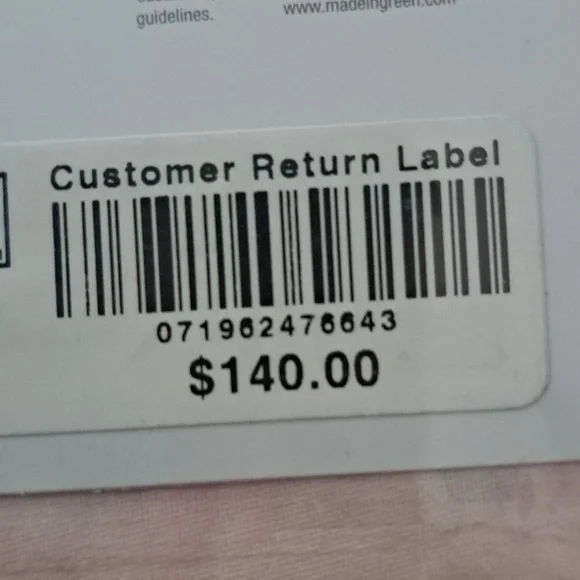 guidelines.
www.madeingreen.com
Customer Return Label
071962476643
$140.00